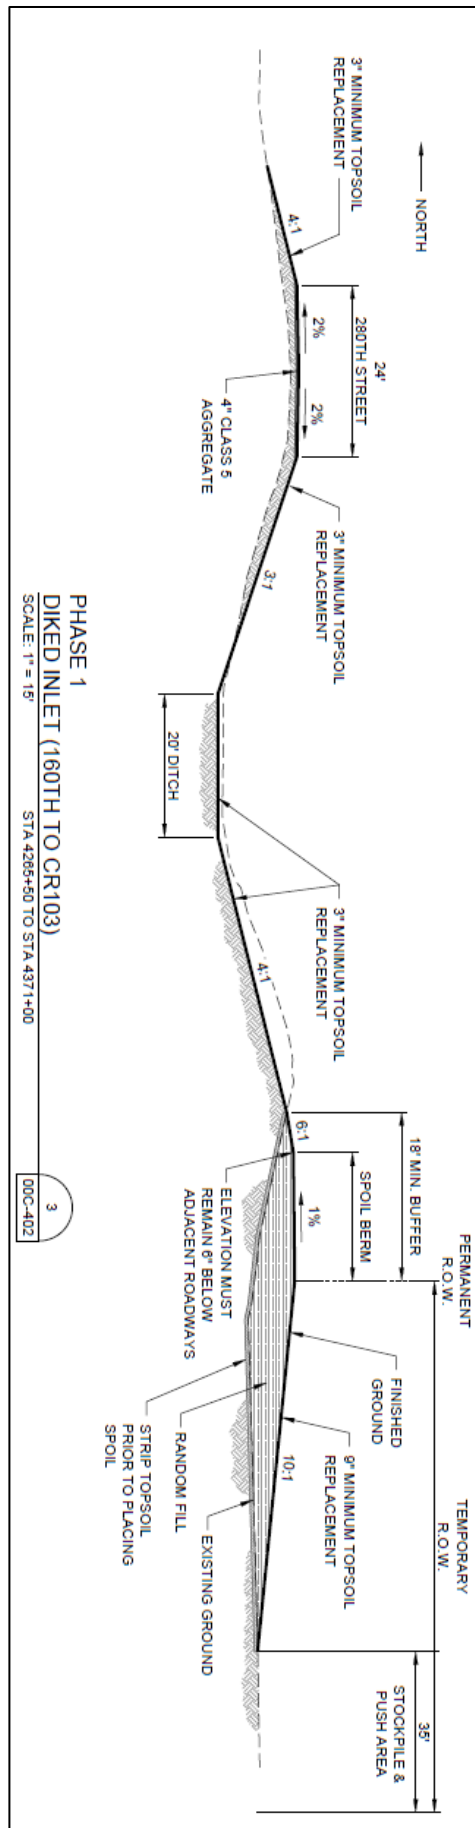 NORTH
3" MINIMUM TOPSOIL
REPLACEMENT
4:1
24'
280TH STREET
2%
2%
4" CLASS 5
AGGREGATE
3" MINIMUM TOPSOIL
REPLACEMENT
3:1
20' DITCH
3" MINIMUM TOPSOIL
REPLACEMENT
4:1
PERMANENT
R.O.W.
18' MIN. BUFFER
SPOIL BERM
6:1
1%
ELEVATION MUST
REMAIN 6" BELOW
ADJACENT ROADWAYS
TEMPORARY
R.O.W.
FINISHED
GROUND
9" MINIMUM TOPSOIL
REPLACEMENT
10:1
35'
STOCKPILE &
PUSH AREA
EXISTING GROUND
RANDOM FILL
STRIP TOPSOIL
PRIOR TO PLACING
SPOIL
PHASE 1
DIKED INLET (160TH TO CR103)
SCALE: 1" = 15'
STA 4265+50 TO STA 4371+00
3
00C-402